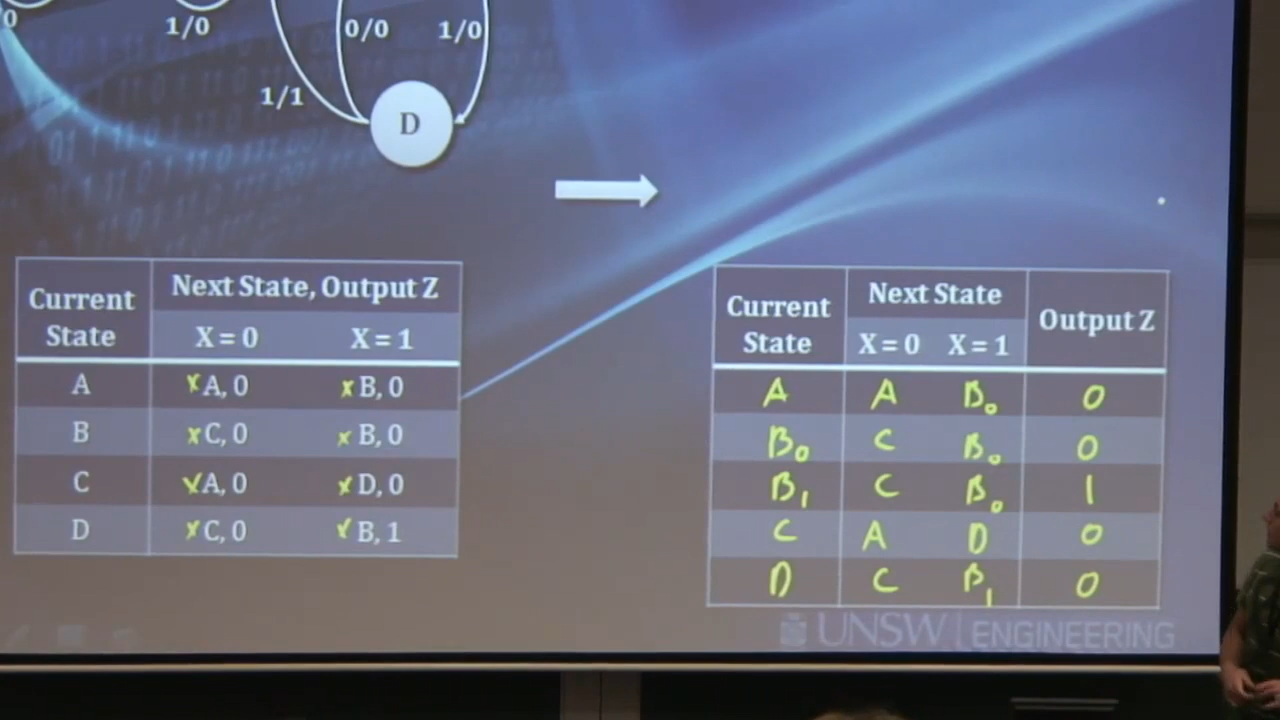 0
1/0
0/0 1/0
1/1
D
Current State
Next State, Output Z
X = 0 X = 1
A A, 0 B, 0
B C, 0 B, 0
C A, 0 D, 0
D C, 0 B, 1
Current State
Next State
Output Z
X = 0 X = 1
A A B₀ 0
B₀ C B₀ 0
B₁ C B₀ 1
C A D 0
D C B₁ 0
UNSW ENGINEERING